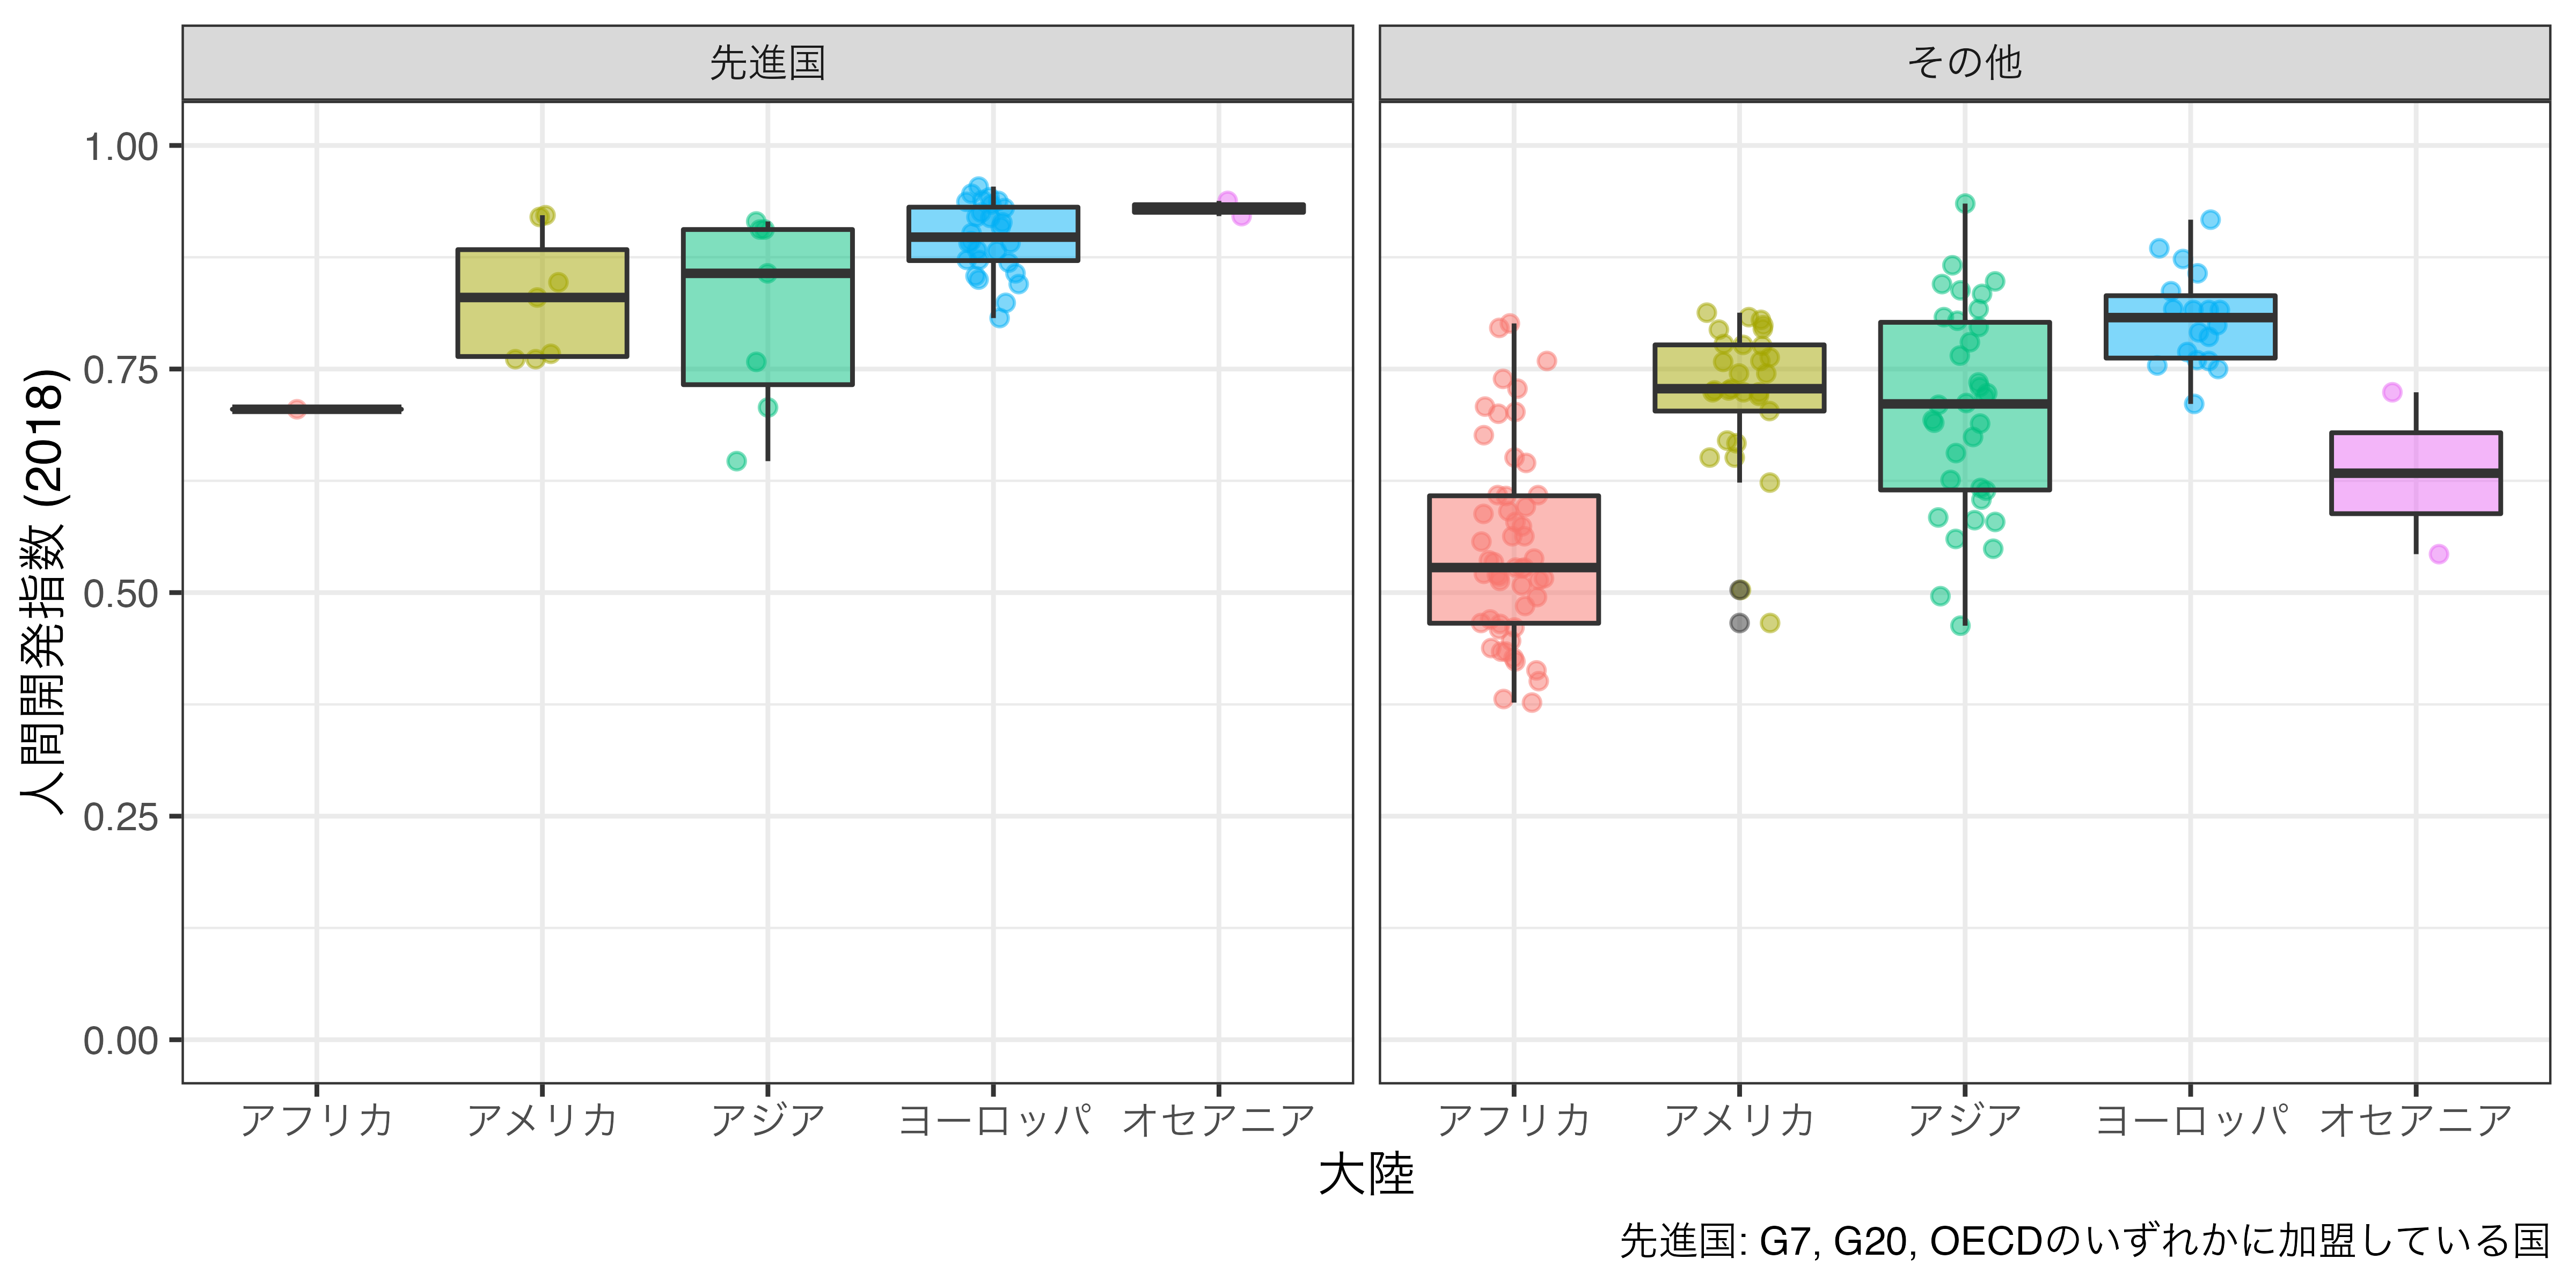 先進国
その他
人間開発指数 (2018)
1.00
0.75
0.50
0.25
0.00
アフリカ アメリカ アジア ヨーロッパ オセアニア
アフリカ アメリカ アジア ヨーロッパ オセアニア
大陸
先進国: G7, G20, OECDのいずれかに加盟している国